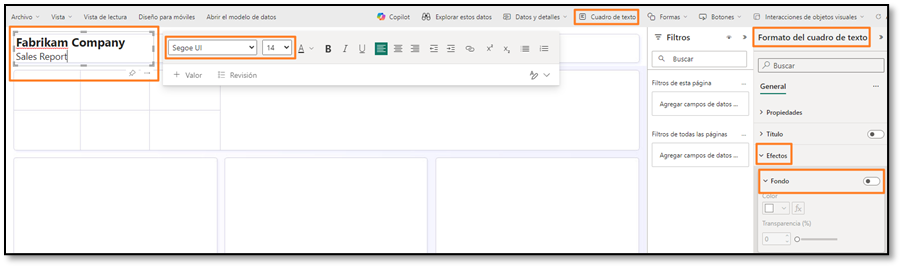 Archivo Vista Vista de lectura Diseño para móviles Abrir el modelo de datos Copilot Explorar estos datos Datos y detalles Cuadro de texto Formas Botones Interacciones de objetos visuales
Fabrikam Company
Sales Report
Segoe UI 14 A B I U
Valor Revisión
Filtros
Buscar
Filtros de esta página ...
Agregar campos de datos ...
Filtros de todas las páginas ...
Agregar campos de datos ...
Formato del cuadro de texto
Buscar
General ...
Propiedades
Título
Efectos
Fondo
Color
fx
Transparencia (%)
0